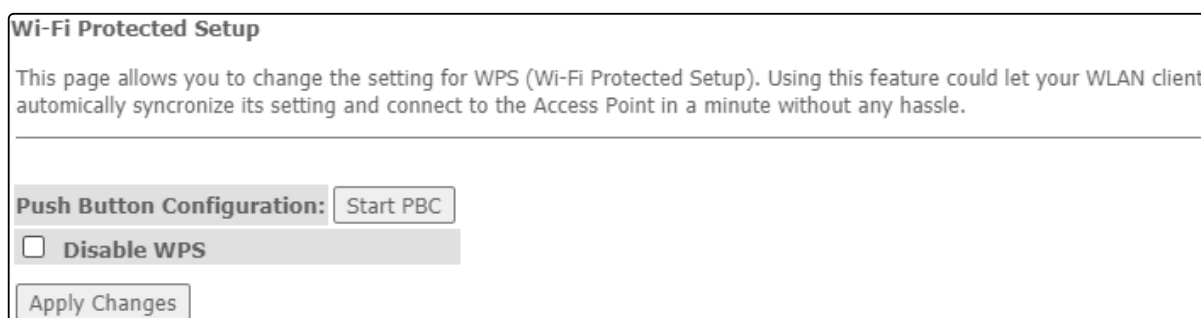 Wi-Fi Protected Setup
This page allows you to change the setting for WPS (Wi-Fi Protected Setup). Using this feature could let your WLAN client
automically syncronize its setting and connect to the Access Point in a minute without any hassle.
Push Button Configuration: Start PBC
Disable WPS
Apply Changes